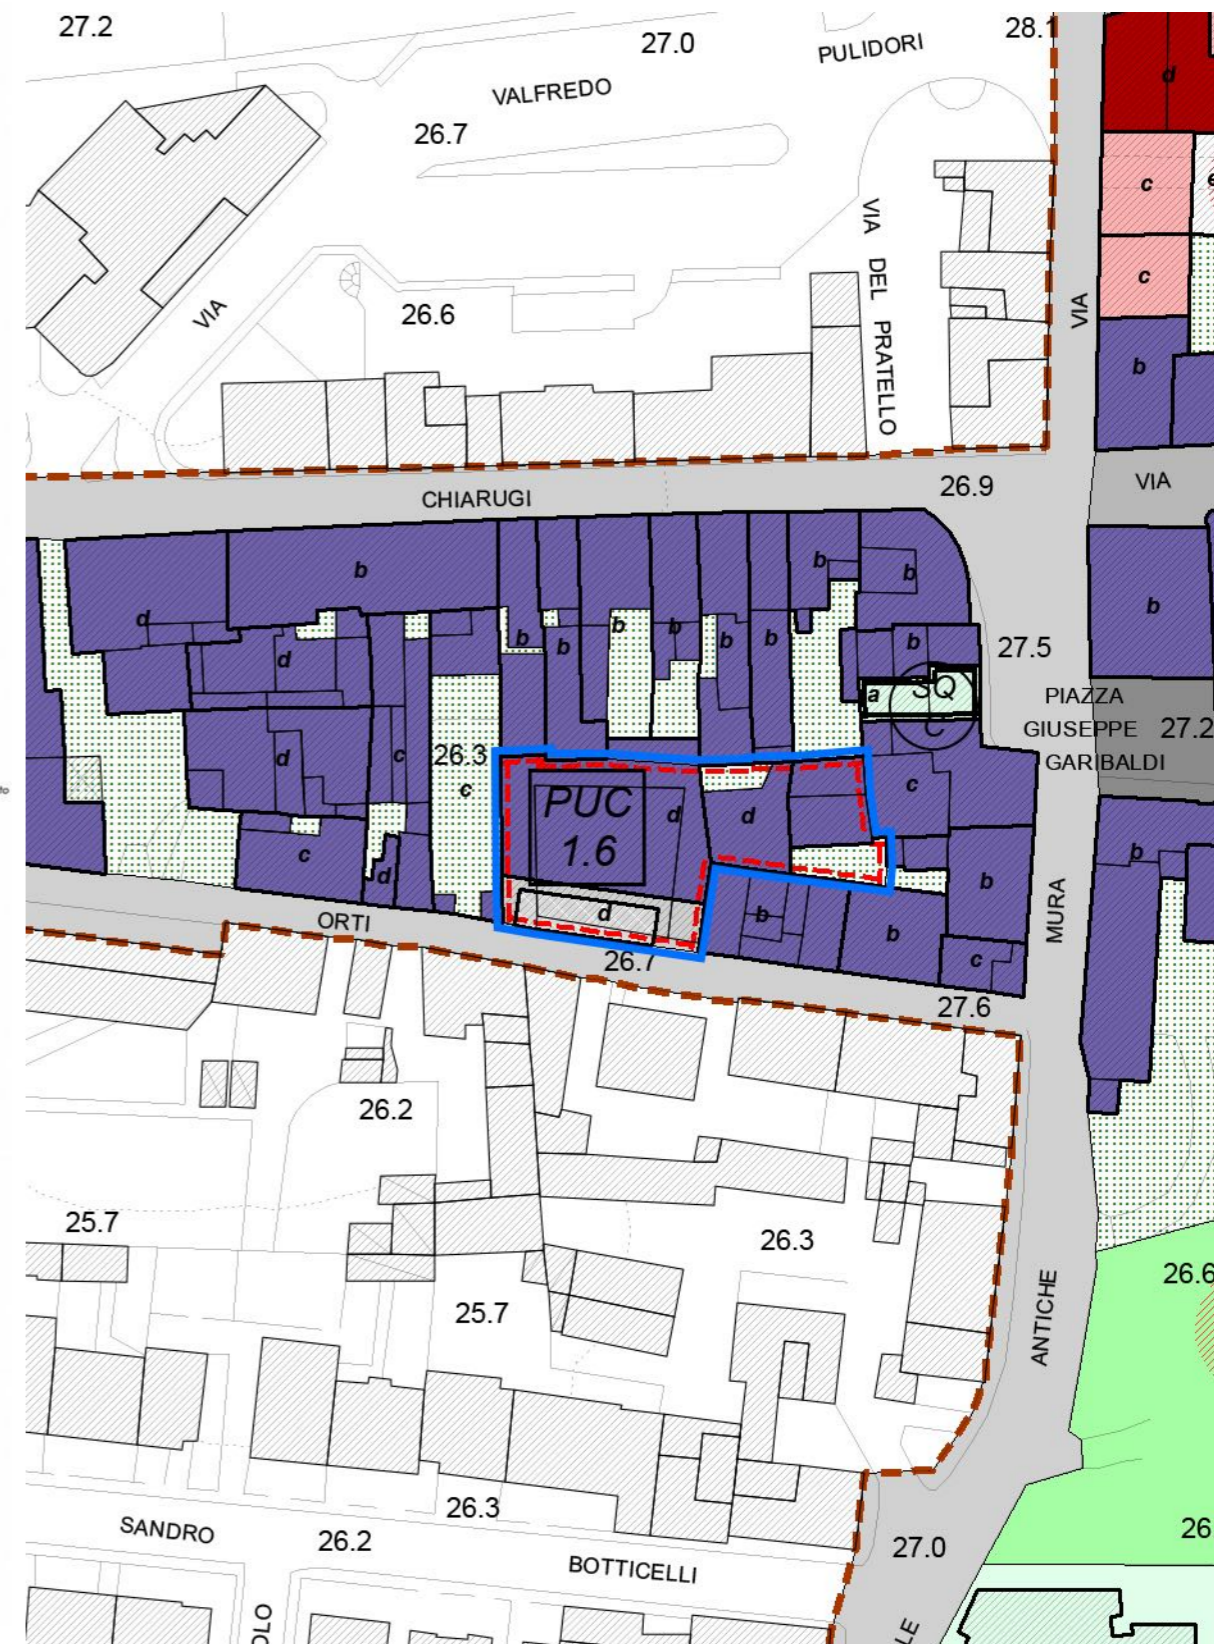 27.2
27.0
PULIDORI
28.1
VALFREDO
26.7
d
c
e
VIA DEL PRATELLO
c
VIA
26.6
VIA
b
CHIARUGI
26.9
VIA
b
b
b
b
d
b
b
b
b
b
b
b
27.5
d
a
SQ
C
PIAZZA
GIUSEPPE
27.2
GARIBALDI
d
c
26.3
c
c
PUC
1.6
d
d
c
b
d
b
ORTI
d
b
b
c
MURA
26.7
27.6
26.2
25.7
26.3
26.6
25.7
ANTICHE
26.3
SANDRO
26.2
BOTTICELLI
27.0
26
OLO
LE